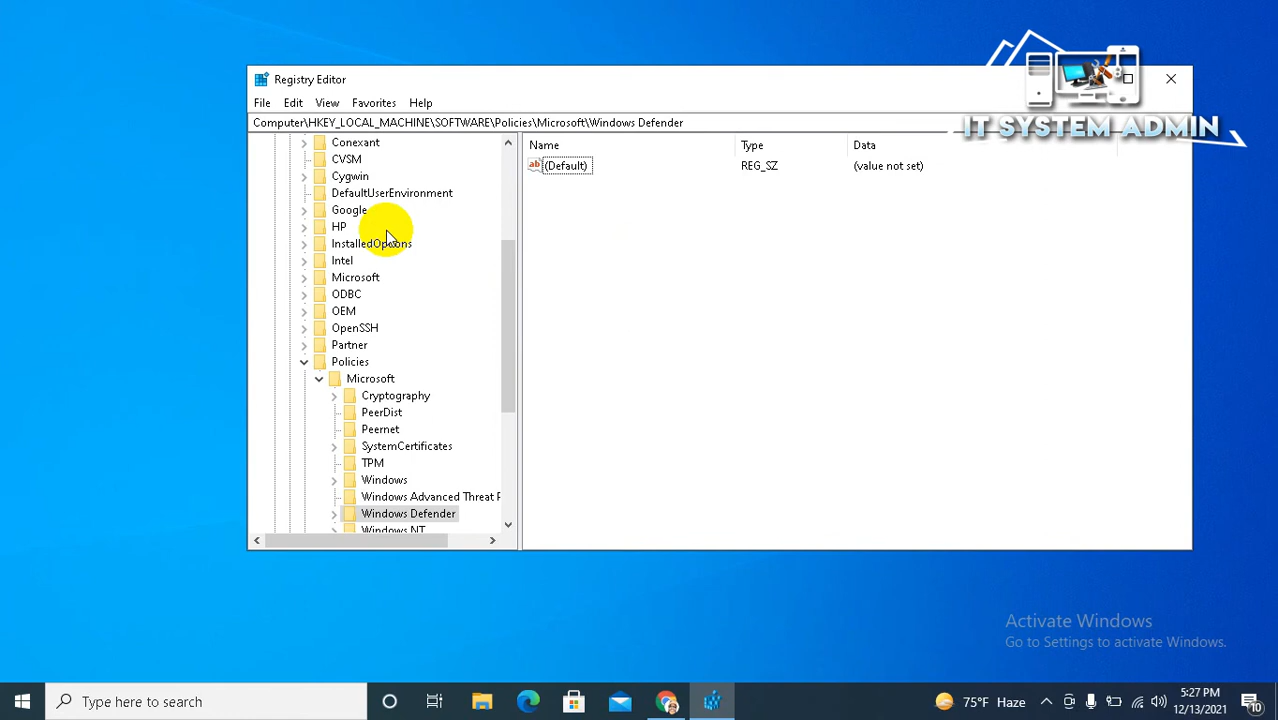 Registry Editor
File Edit View Favorites Help
Computer\HKEY_LOCAL_MACHINE\SOFTWARE\Policies\Microsoft\Windows Defender
IT SYSTEM ADMIN
Name Type Data
ab (Default) REG_SZ (value not set)
Conexant
CVSM
Cygwin
DefaultUserEnvironment
Google
HP
InstalledOptions
Intel
Microsoft
ODBC
OEM
OpenSSH
Partner
Policies
Microsoft
Cryptography
PeerDist
Peernet
SystemCertificates
TPM
Windows
Windows Advanced Threat P
Windows Defender
Windows NT
Activate Windows
Go to Settings to activate Windows.
Type here to search
75°F Haze
5:27 PM
12/13/2021
10